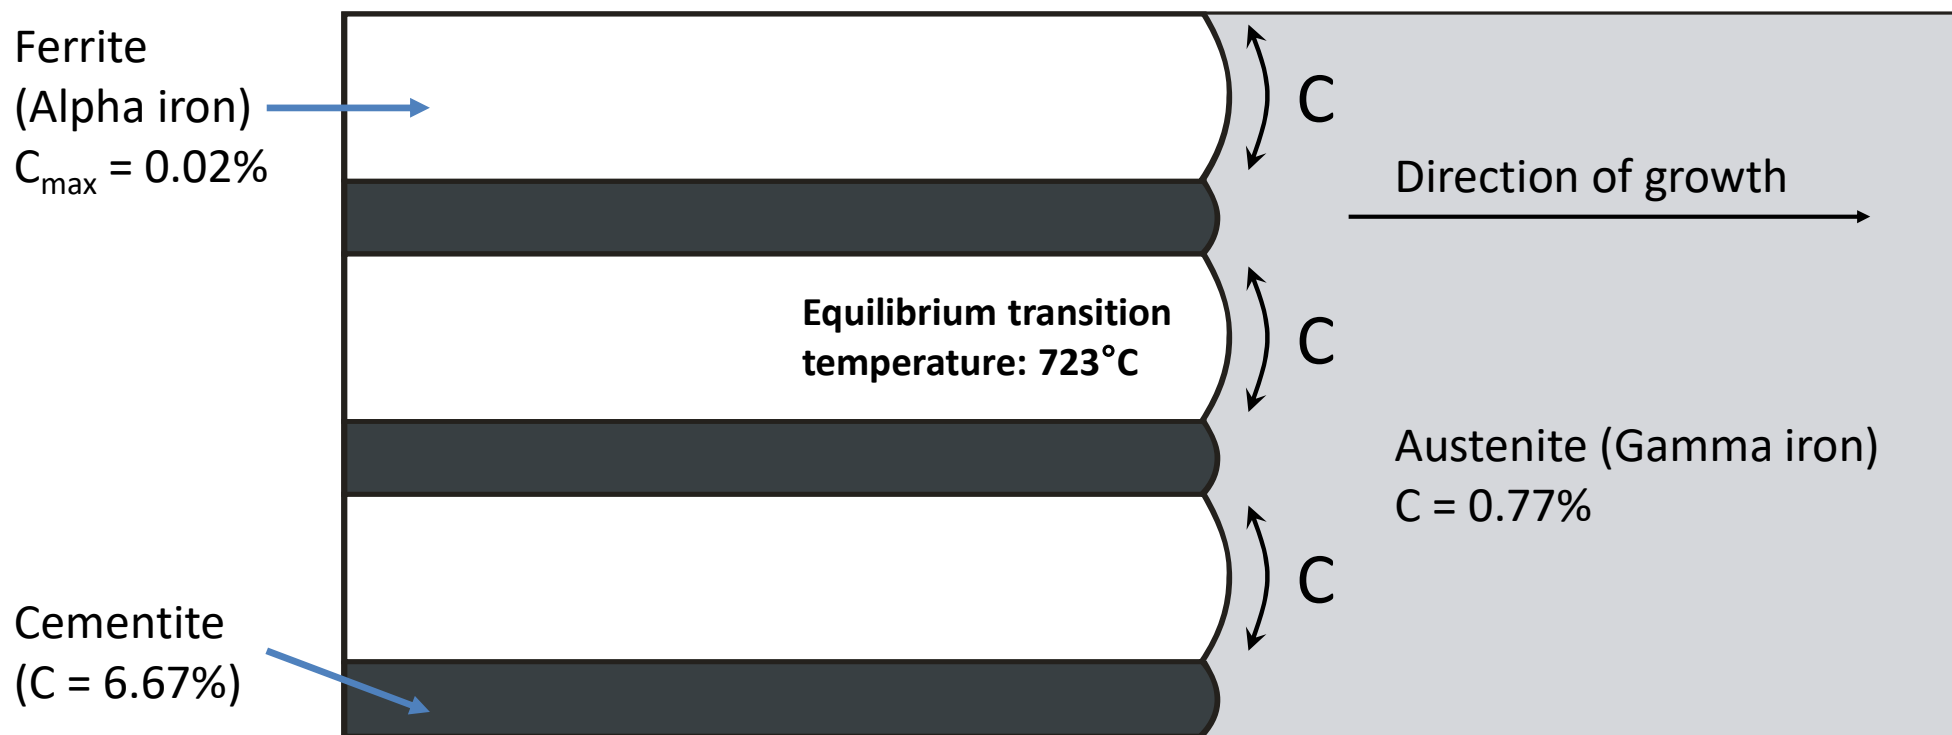 Ferrite
(Alpha iron)
Cmax = 0.02%
C
Direction of growth
Equilibrium transition
temperature: 723°C
C
Austenite (Gamma iron)
C = 0.77%
C
Cementite
(C = 6.67%)